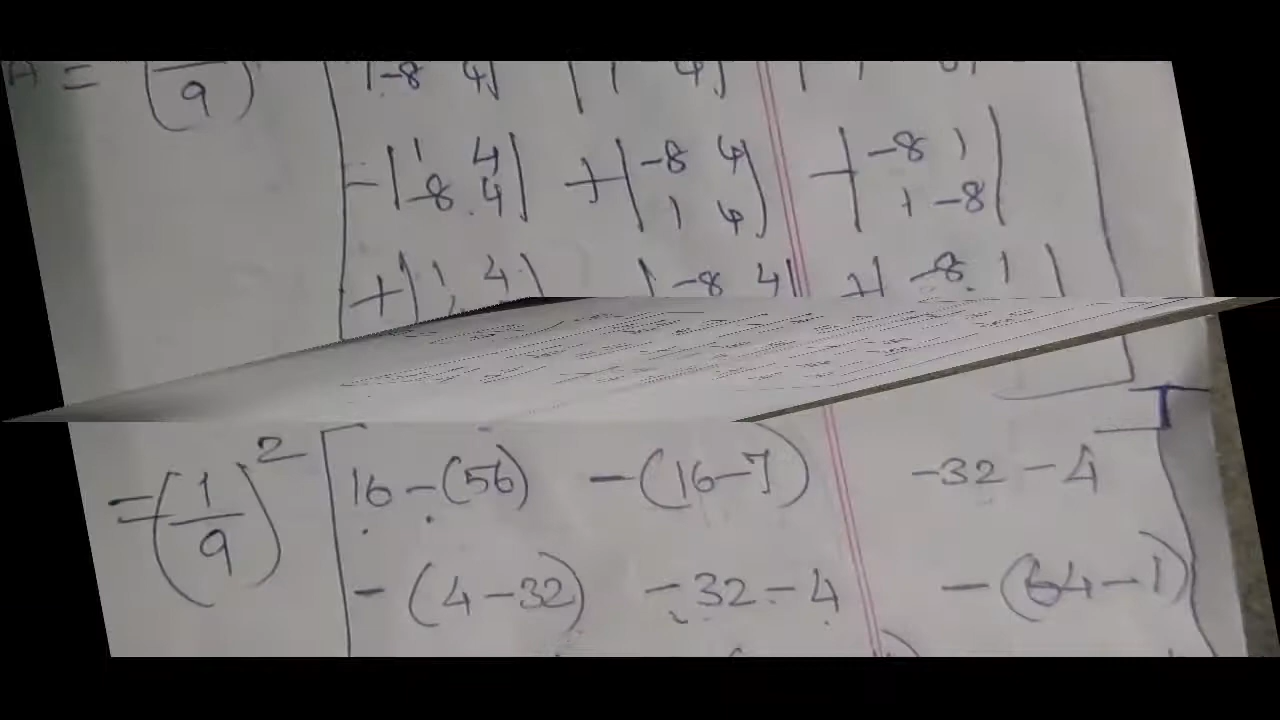 A = ( 9 ) |-8 4| | 1 4|
-| 1 4 | +| -8 4 | -| -8 1 |
-8 4 1 4 1 -8
+| 1 4 | | -8 4 | +| -8 1 |
= (1/9)^2 [ 16-(56) -(16-7) -32-4
-(4-32) -32-4 -(64-1)